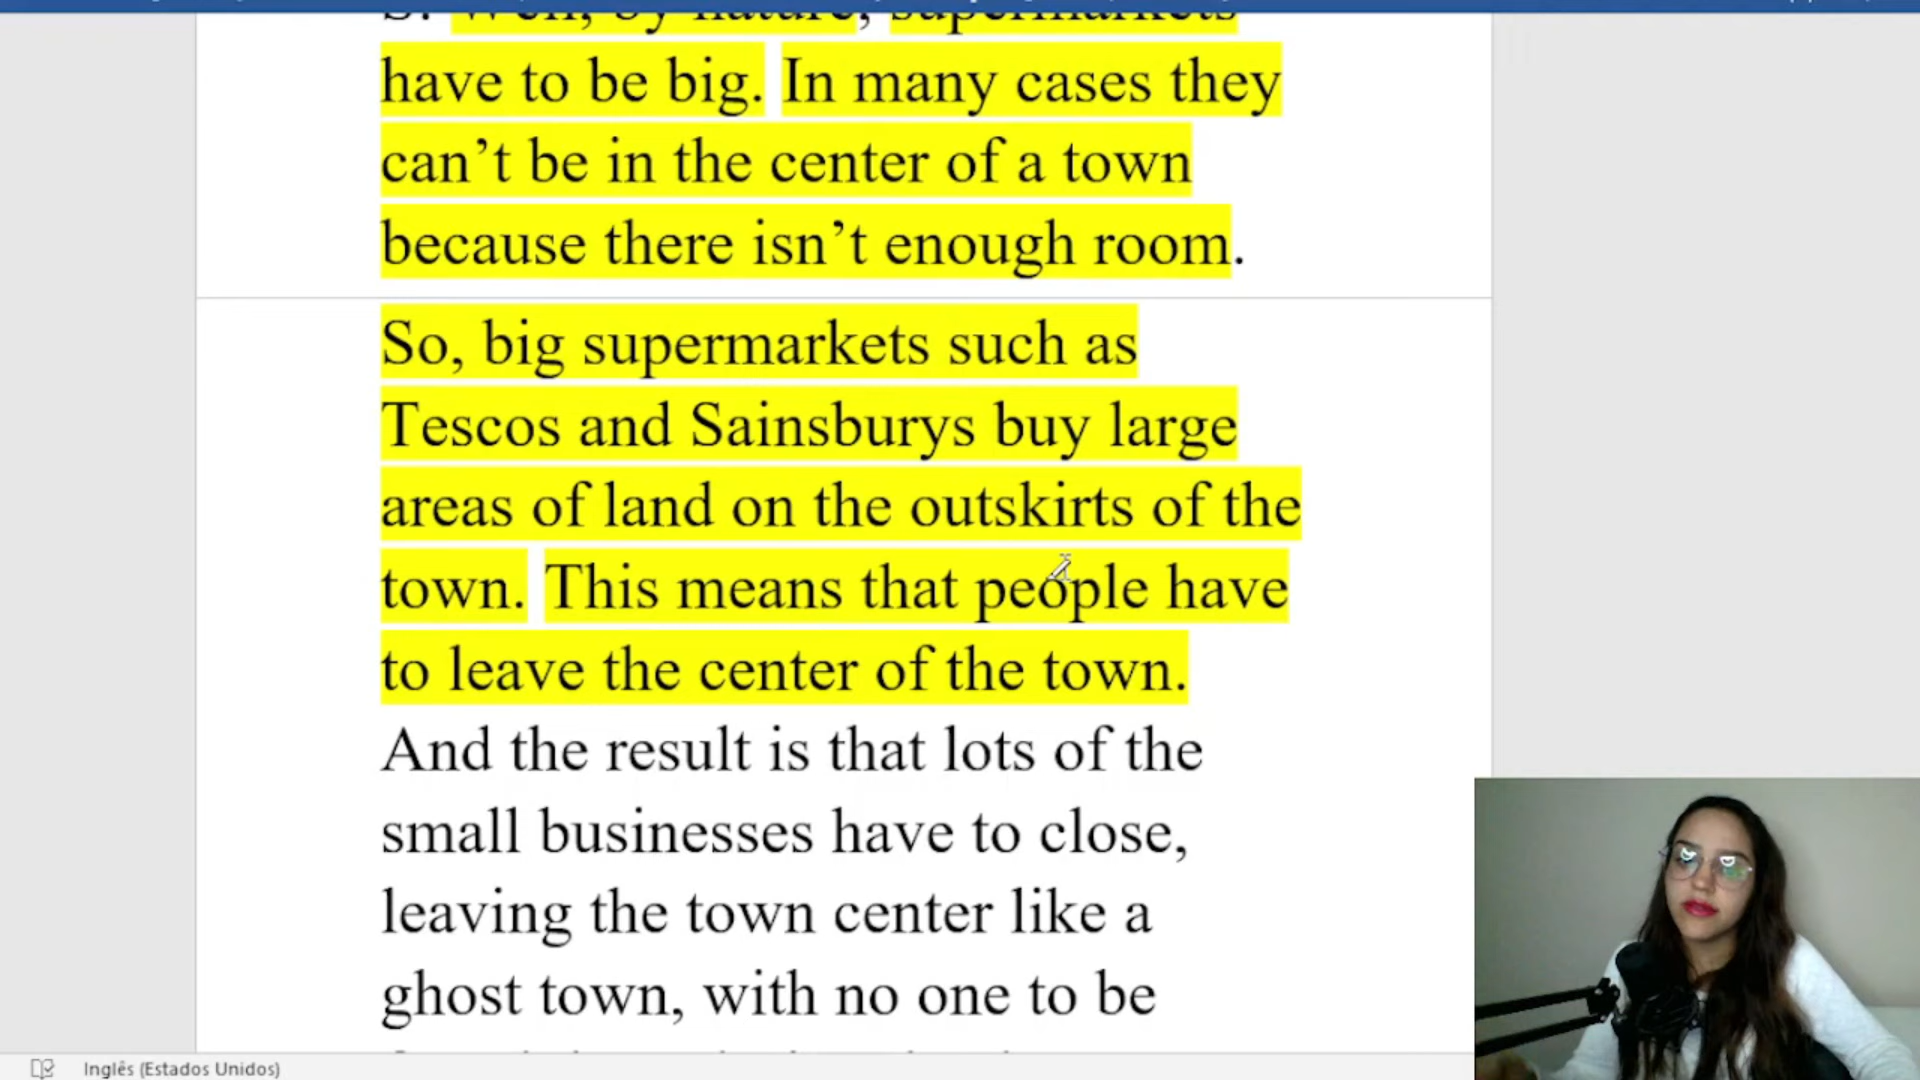 S: Well, by nature, supermarkets
have to be big. In many cases they
can’t be in the center of a town
because there isn’t enough room.
So, big supermarkets such as
Tescos and Sainsburys buy large
areas of land on the outskirts of the
town. This means that people have
to leave the center of the town.
And the result is that lots of the
small businesses have to close,
leaving the town center like a
ghost town, with no one to be
Inglês (Estados Unidos)